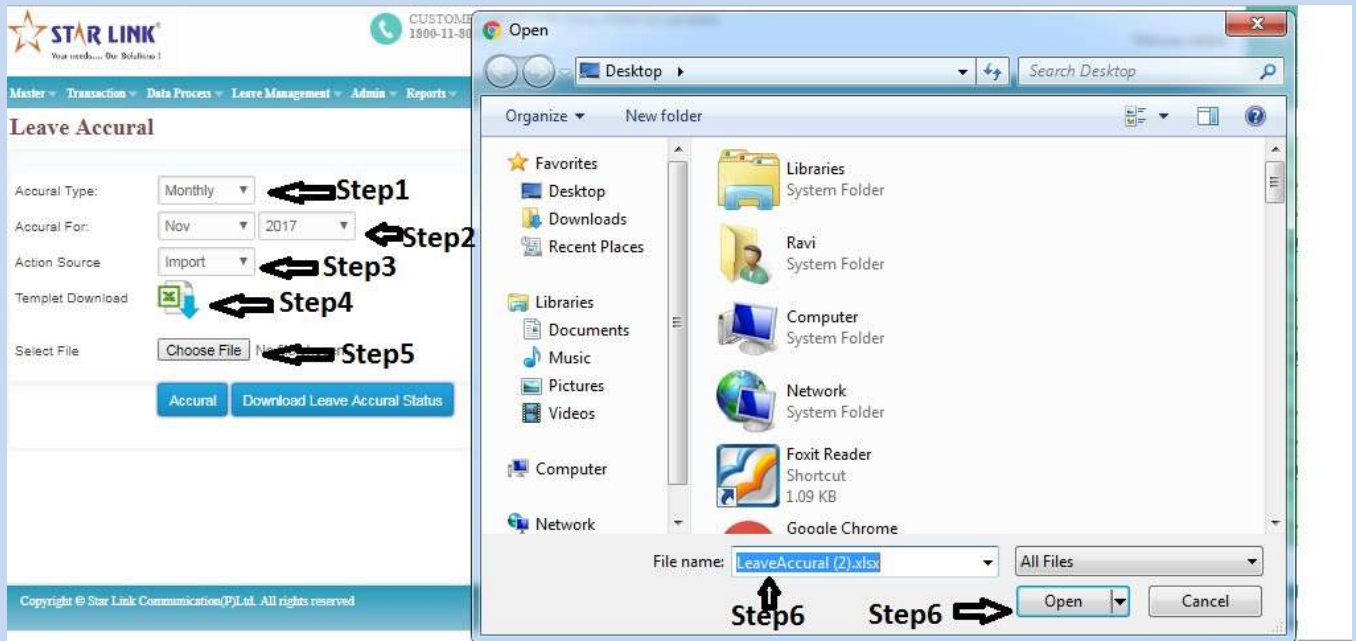 STAR LINK
Your needs.... Our Solutions !
CUSTOME
1800-11-80
Master Transaction Data Process Leave Management Admin Reports
Leave Accural
Accural Type: Monthly Step1
Accural For: Nov 2017 Step2
Action Source Import Step3
Templet Download Step4
Select File Choose File Step5
Accural Download Leave Accural Status
Copyright © Star Link Communication(P)Ltd. All rights reserved
Open
Desktop
Search Desktop
Organize New folder
Favorites
Desktop
Downloads
Recent Places
Libraries
Documents
Music
Pictures
Videos
Computer
Network
Libraries
System Folder
Ravi
System Folder
Computer
System Folder
Network
System Folder
Foxit Reader
Shortcut
1.09 KB
Google Chrome
File name: LeaveAccural (2).xlsx All Files
Open Cancel
Step6 Step6